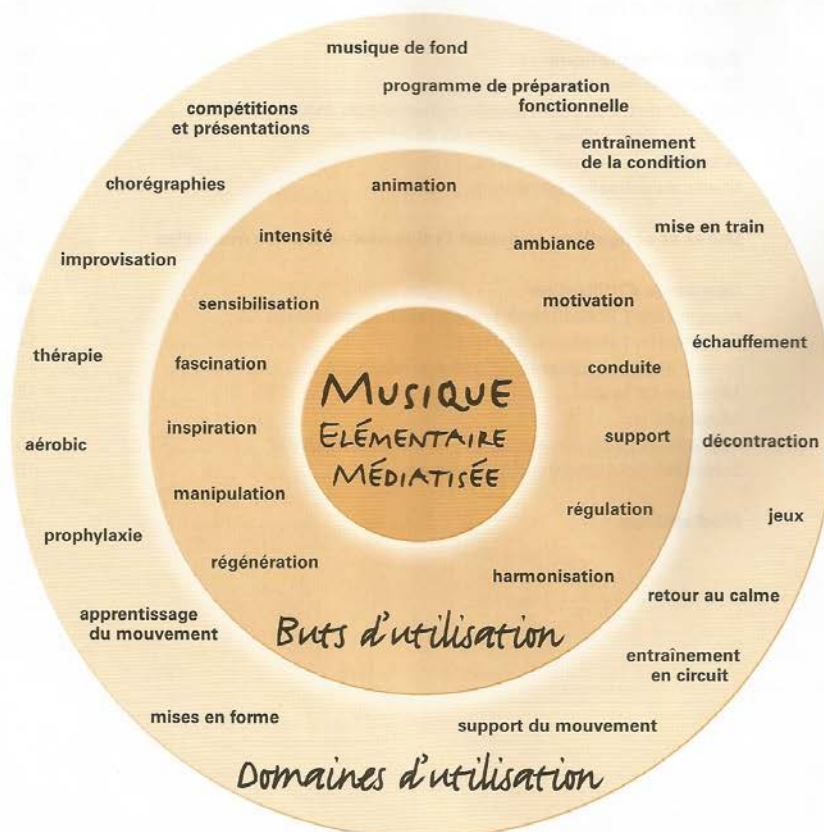 musique de fond
programme de préparation
fonctionnelle
compétitions
et présentations
entraînement
de la condition
chorégraphies
animation
mise en train
intensité
ambiance
improvisation
sensibilisation
motivation
échauffement
thérapie
fascination
conduite
MUSIQUE
ELÉMENTAIRE
MÉDIATISÉE
inspiration
support
décontraction
aérobic
manipulation
régulation
jeux
prophylaxie
régénération
harmonisation
retour au calme
apprentissage
du mouvement
Buts d'utilisation
entraînement
en circuit
mises en forme
support du mouvement
Domaines d'utilisation